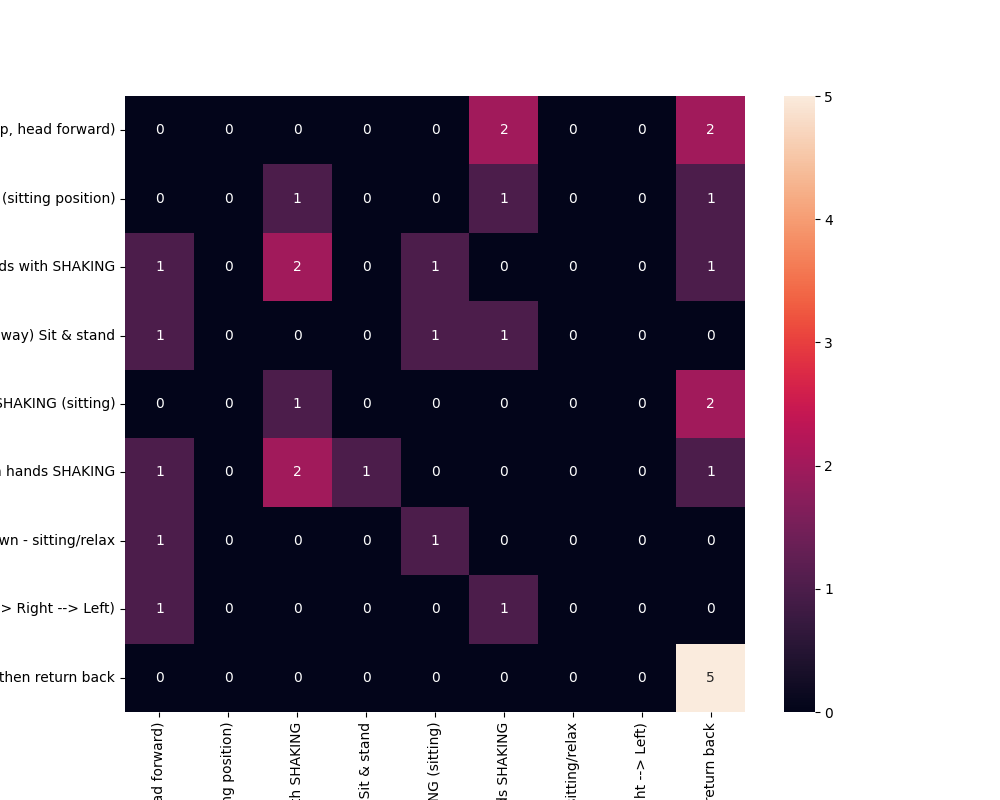 p, head forward) 0 0 0 0 0 2 0 0 2
(sitting position) 0 0 1 0 0 1 0 0 1
ds with SHAKING 1 0 2 0 1 0 0 0 1
way) Sit & stand 1 0 0 0 1 1 0 0 0
SHAKING (sitting) 0 0 1 0 0 0 0 0 2
hands SHAKING 1 0 2 1 0 0 0 0 1
wn - sitting/relax 1 0 0 0 1 0 0 0 0
> Right --> Left) 1 0 0 0 0 1 0 0 0
then return back 0 0 0 0 0 0 0 0 5
5
4
3
2
1
0
ad forward)
ng position)
th SHAKING
Sit & stand
NG (sitting)
ds SHAKING
sitting/relax
ht --> Left)
return back